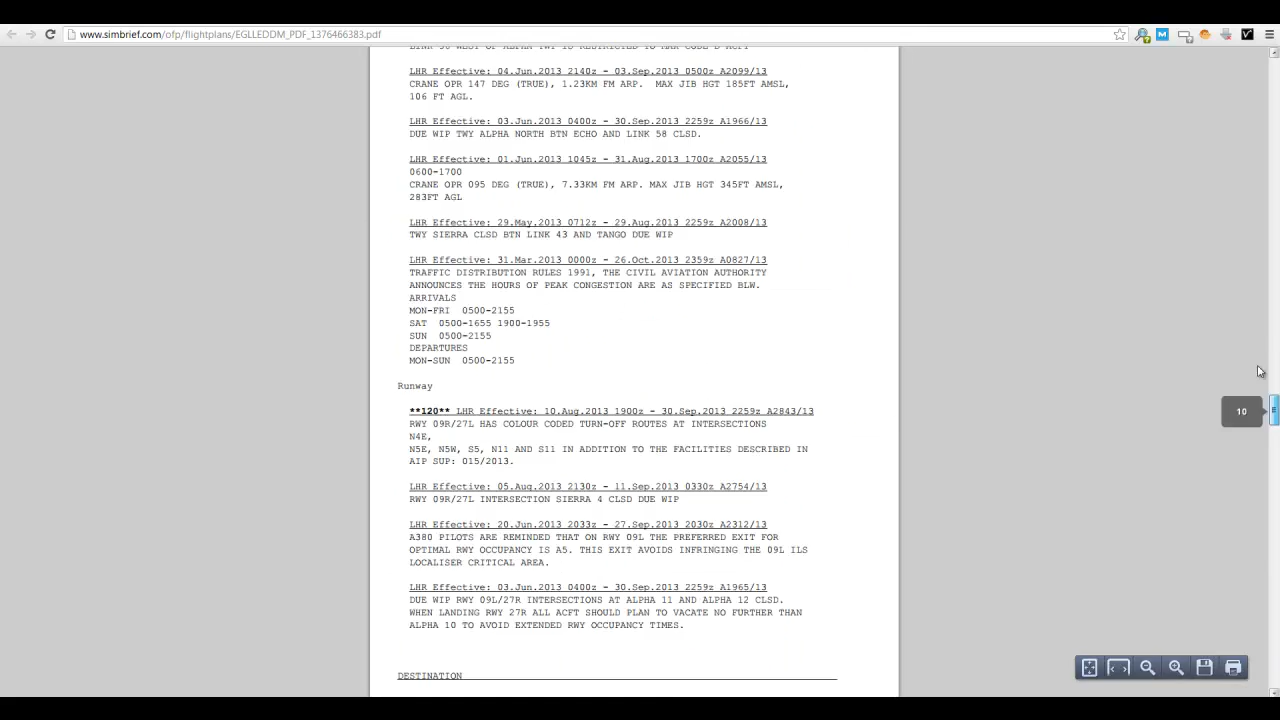 www.simbrief.com/ofp/flightplans/EGLLEDDM_PDF_1376466383.pdf
LHR Effective: 04.Jun.2013 2140z - 03.Sep.2013 0500z A2099/13
CRANE OPR 147 DEG (TRUE), 1.23KM FM ARP.  MAX JIB HGT 185FT AMSL,
106 FT AGL.
LHR Effective: 03.Jun.2013 0400z - 30.Sep.2013 2259z A1966/13
DUE WIP TWY ALPHA NORTH BTN ECHO AND LINK 58 CLSD.
LHR Effective: 01.Jun.2013 1045z - 31.Aug.2013 1700z A2055/13
0600-1700
CRANE OPR 095 DEG (TRUE), 7.33KM FM ARP. MAX JIB HGT 345FT AMSL,
283FT AGL
LHR Effective: 29.May.2013 0712z - 29.Aug.2013 2259z A2008/13
TWY SIERRA CLSD BTN LINK 43 AND TANGO DUE WIP
LHR Effective: 31.Mar.2013 0000z - 26.Oct.2013 2359z A0827/13
TRAFFIC DISTRIBUTION RULES 1991, THE CIVIL AVIATION AUTHORITY
ANNOUNCES THE HOURS OF PEAK CONGESTION ARE AS SPECIFIED BLW.
ARRIVALS
MON-FRI  0500-2155
SAT  0500-1655 1900-1955
SUN  0500-2155
DEPARTURES
MON-SUN  0500-2155
Runway
**120** LHR Effective: 10.Aug.2013 1900z - 30.Sep.2013 2259z A2843/13
RWY 09R/27L HAS COLOUR CODED TURN-OFF ROUTES AT INTERSECTIONS
N4E,
N5E, N5W, S5, N11 AND S11 IN ADDITION TO THE FACILITIES DESCRIBED IN
AIP SUP: 015/2013.
LHR Effective: 05.Aug.2013 2130z - 11.Sep.2013 0330z A2754/13
RWY 09R/27L INTERSECTION SIERRA 4 CLSD DUE WIP
LHR Effective: 20.Jun.2013 2033z - 27.Sep.2013 2030z A2312/13
A380 PILOTS ARE REMINDED THAT ON RWY 09L THE PREFERRED EXIT FOR
OPTIMAL RWY OCCUPANCY IS A5. THIS EXIT AVOIDS INFRINGING THE 09L ILS
LOCALISER CRITICAL AREA.
LHR Effective: 03.Jun.2013 0400z - 30.Sep.2013 2259z A1965/13
DUE WIP RWY 09L/27R INTERSECTIONS AT ALPHA 11 AND ALPHA 12 CLSD.
WHEN LANDING RWY 27R ALL ACFT SHOULD PLAN TO VACATE NO FURTHER THAN
ALPHA 10 TO AVOID EXTENDED RWY OCCUPANCY TIMES.
DESTINATION
10